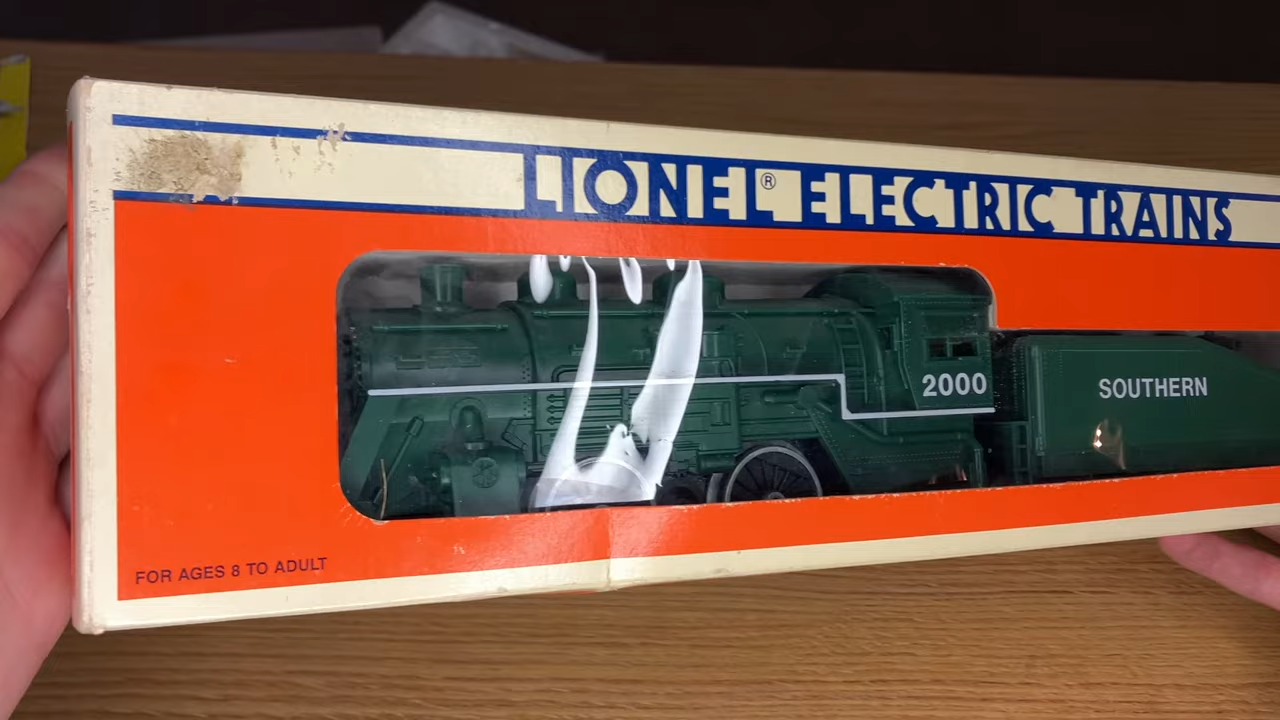 LIONEL® ELECTRIC TRAINS
2000
SOUTHERN
FOR AGES 8 TO ADULT